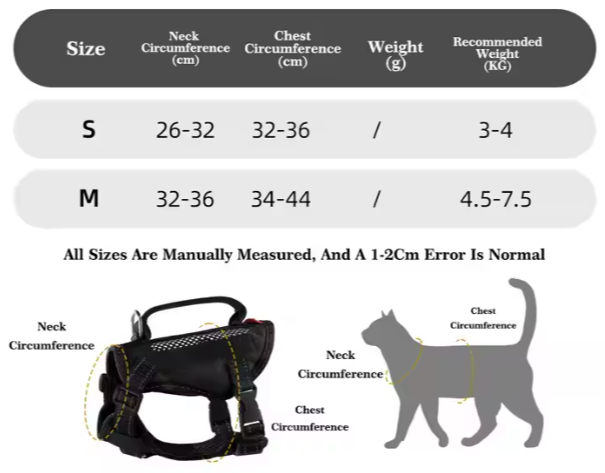 Size Neck Circumference (cm) Chest Circumference (cm) Weight (g) Recommended Weight (KG)
S 26-32 32-36 / 3-4
M 32-36 34-44 / 4.5-7.5
All Sizes Are Manually Measured, And A 1-2Cm Error Is Normal
Neck
Circumference
Chest
Circumference
Chest
Circumference
Neck
Circumference